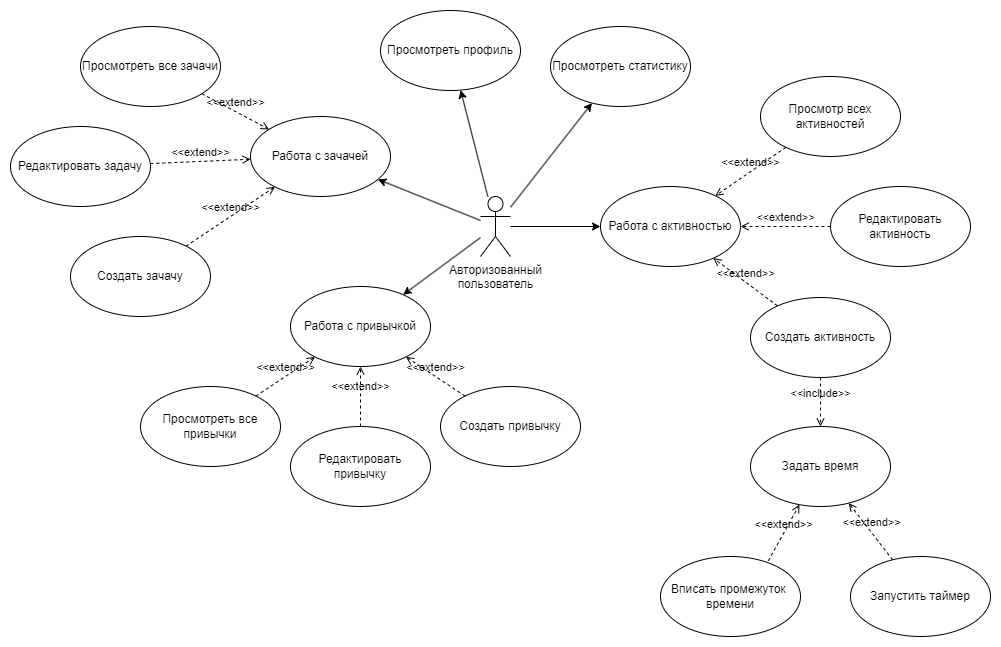 Просмотреть все зачачи
<<extend>>
Редактировать задачу
<<extend>>
Работа с зачачей
<<extend>>
Создать зачачу
Просмотреть профиль
Просмотреть статистику
Авторизованный
пользователь
Просмотр всех
активностей
<<extend>>
Работа с активностью
<<extend>>
Редактировать
активность
<<extend>>
Создать активность
<<include>>
Задать время
<<extend>>
<<extend>>
Вписать промежуток
времени
Запустить таймер
Работа с привычкой
<<extend>>
<<extend>>
<<extend>>
Просмотреть все
привычки
Редактировать
привычку
Создать привычку